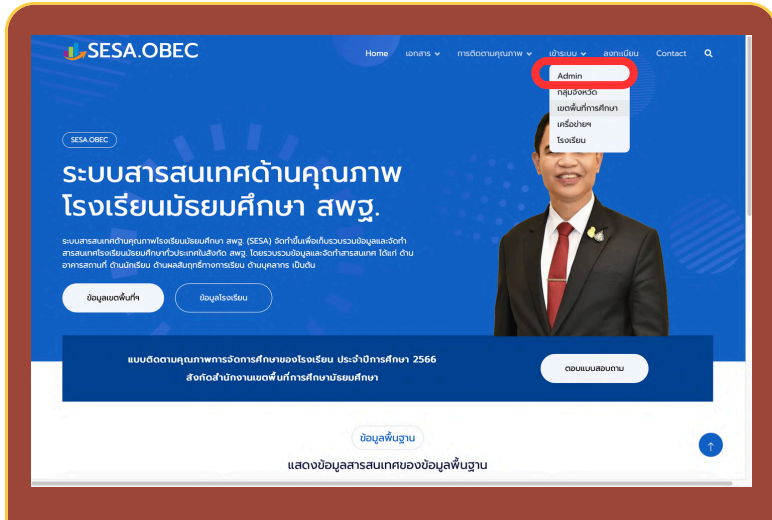 SESA.OBEC
Home เอกสาร การติดตามคุณภาพ เข้าระบบ ลงทะเบียน Contact
Admin
กลุ่มจังหวัด
เขตพื้นที่การศึกษา
เครือข่ายฯ
โรงเรียน
SESA.OBEC
ระบบสารสนเทศด้านคุณภาพ
โรงเรียนมัธยมศึกษา สพฐ.
ระบบสารสนเทศด้านคุณภาพโรงเรียนมัธยมศึกษา สพฐ. (SESA) จัดทำขึ้นเพื่อเก็บรวบรวมข้อมูลและจัดทำ
สารสนเทศโรงเรียนมัธยมศึกษาทั่วประเทศในสังกัด สพฐ. โดยรวบรวมข้อมูลและจัดทำสารสนเทศ ได้แก่ ด้าน
อาคารสถานที่ ด้านนักเรียน ด้านผลสัมฤทธิ์ทางการเรียน ด้านบุคลากร เป็นต้น
ข้อมูลเขตพื้นที่ฯ ข้อมูลโรงเรียน
แบบติดตามคุณภาพการจัดการศึกษาของโรงเรียน ประจำปีการศึกษา 2566
สังกัดสำนักงานเขตพื้นที่การศึกษามัธยมศึกษา
ตอบแบบสอบถาม
ข้อมูลพื้นฐาน
แสดงข้อมูลสารสนเทศของข้อมูลพื้นฐาน